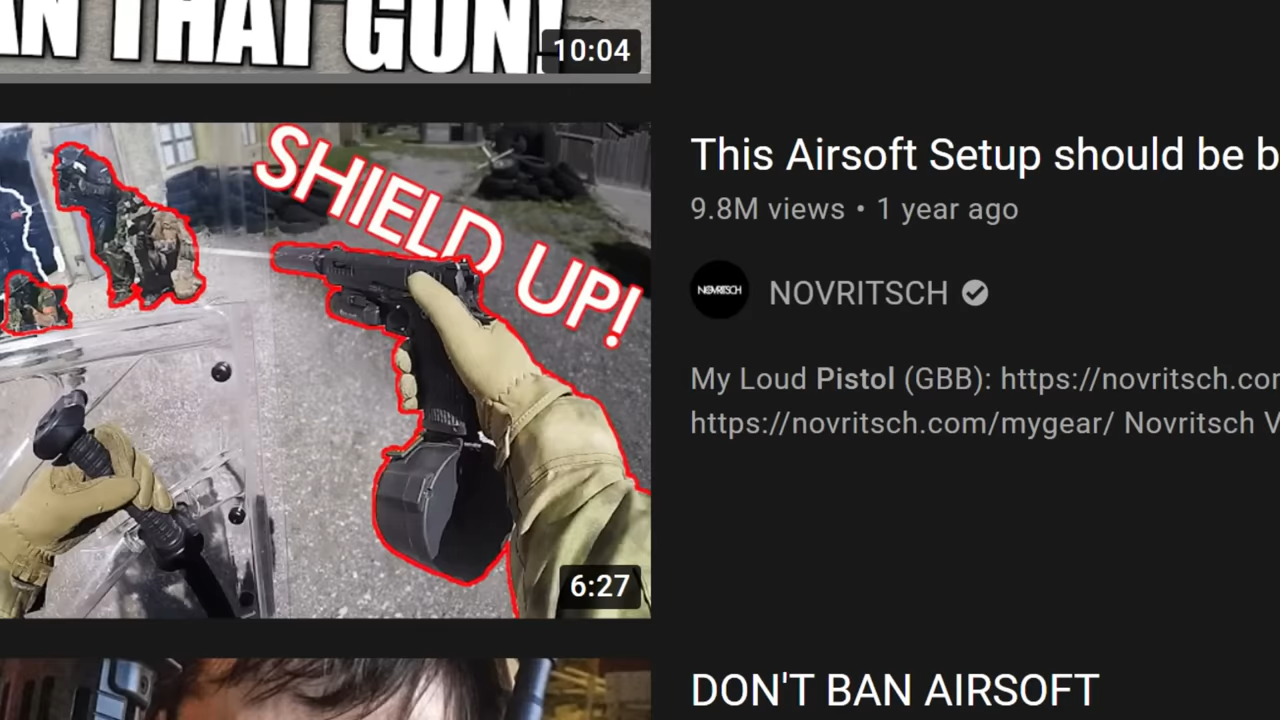 AN THAT GUN!
10:04
SHIELD UP!
6:27
This Airsoft Setup should be b
9.8M views • 1 year ago
NOVRITSCH
NOVRITSCH
My Loud Pistol (GBB): https://novritsch.cor
https://novritsch.com/mygear/ Novritsch V
DON'T BAN AIRSOFT